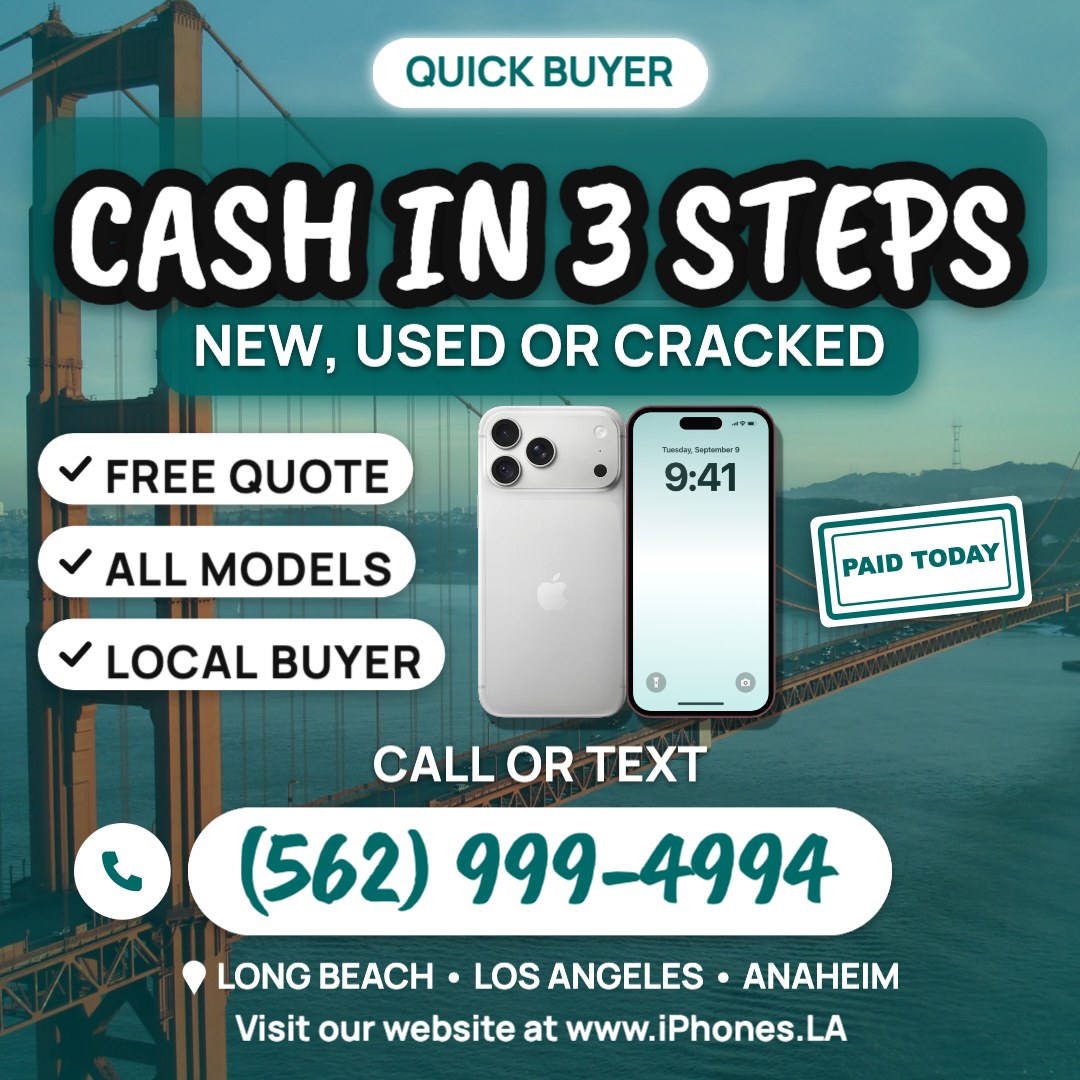 QUICK BUYER
CASH IN 3 STEPS
NEW, USED OR CRACKED
FREE QUOTE
ALL MODELS
LOCAL BUYER
Tuesday, September 9
9:41
PAID TODAY
CALL OR TEXT
(562) 999-4994
LONG BEACH • LOS ANGELES • ANAHEIM
Visit our website at www.iPhones.LA